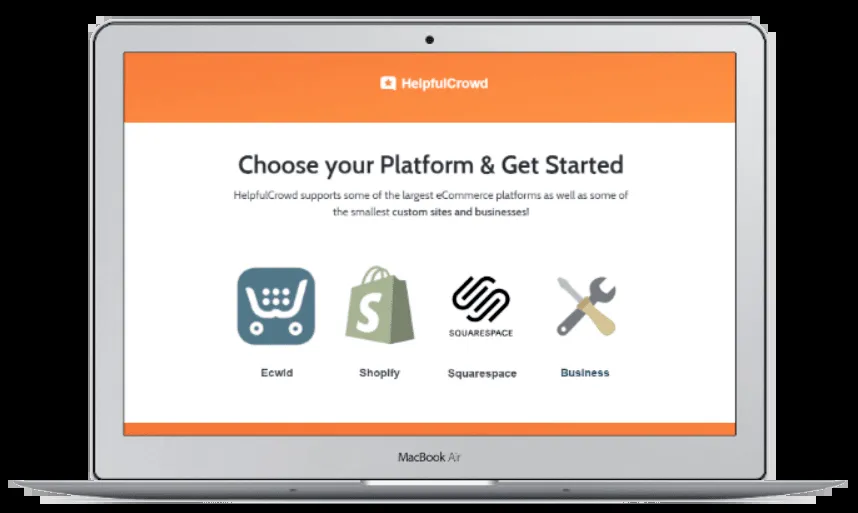 HelpfulCrowd
Choose your Platform & Get Started
HelpfulCrowd supports some of the largest eCommerce platforms as well as some of
the smallest custom sites and businesses!
S
SQUARESPACE
Ecwid Shopify Squarespace Business
MacBook Air